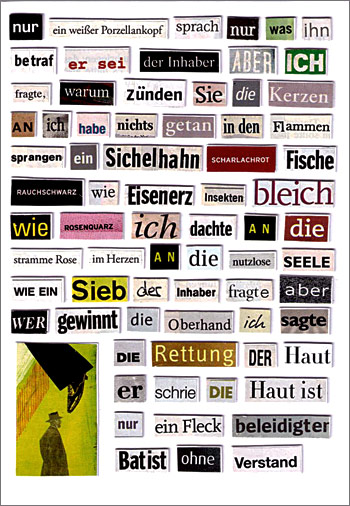 nur ein weißer Porzellankopf sprach nur was ihn
betraf er sei der Inhaber ABER ICH
fragte, warum zünden Sie die Kerzen
AN ich habe nichts getan in den Flammen
sprangen ein Sichelhahn SCHARLACHROT Fische
RAUCHSCHWARZ wie Eisenerz Insekten bleich
wie ROSENQUARZ ich dachte AN die
stramme Rose im Herzen AN die nutzlose SEELE
WIE EIN Sieb der Inhaber fragte aber
WER gewinnt die Oberhand ich sagte
DIE Rettung DER Haut
er schrie DIE Haut ist
nur ein Fleck beleidigter
Batist ohne Verstand